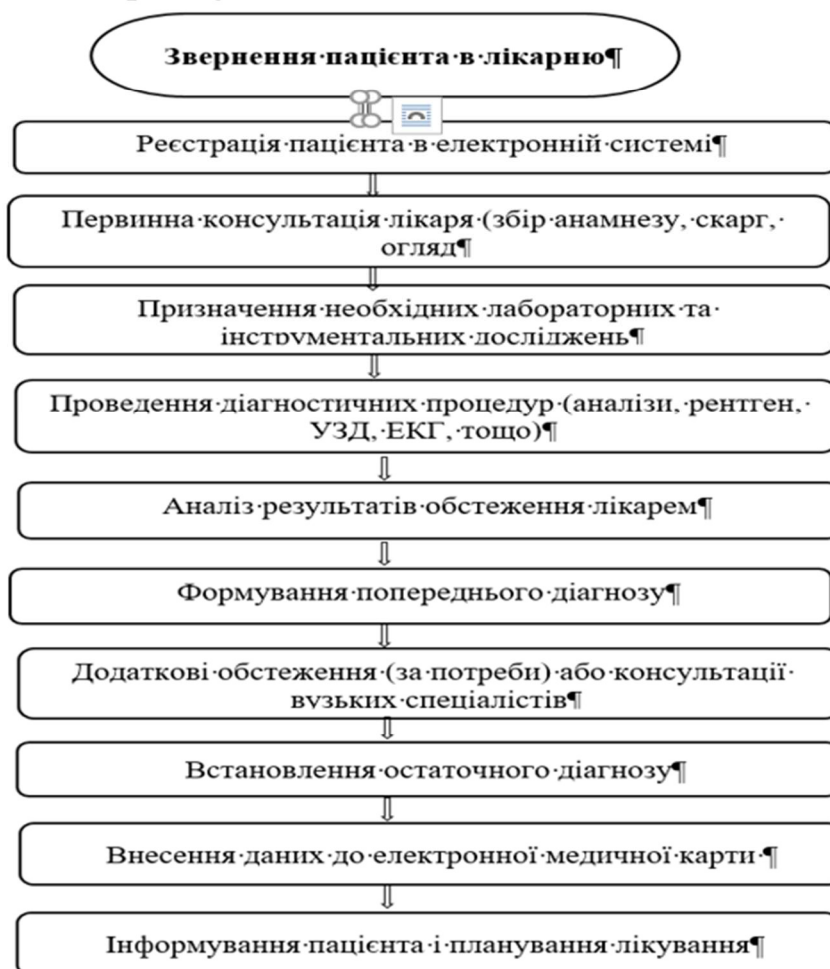 Звернення·пацієнта·в·лікарню¶
Реєстрація·пацієнта·в·електронній·системі¶
Первинна·консультація·лікаря·(збір·анамнезу,·скарг,·
огляд¶
Призначення·необхідних·лабораторних·та·
інструментальних·досліджень¶
Проведення·діагностичних·процедур·(аналізи,·рентген,·
УЗД,·ЕКГ,·тощо)¶
Аналіз·результатів·обстеження·лікарем¶
Формування·попереднього·діагнозу¶
Додаткові·обстеження·(за·потреби)·або·консультації·
вузьких·спеціалістів¶
Встановлення·остаточного·діагнозу¶
Внесення·даних·до·електронної·медичної·карти·¶
Інформування·пацієнта·і·планування·лікування¶